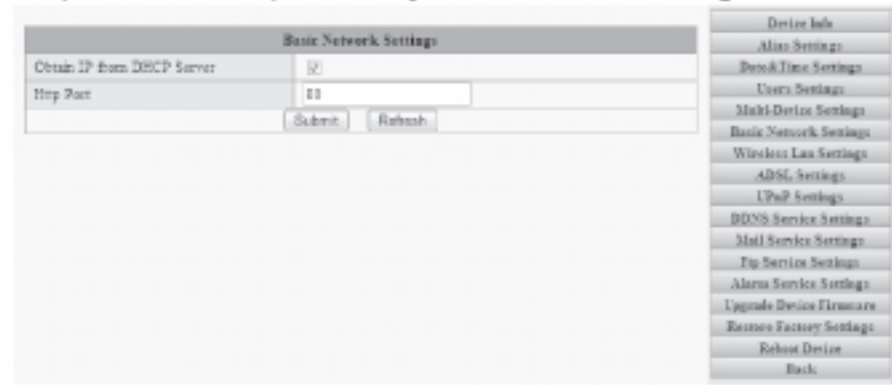 Basic Network Settings
Obtain IP from DHCP Server
Http Port
Submit Refresh
Device Info
Alias Settings
Date&Time Settings
Users Settings
Multi-Device Settings
Basic Network Settings
Wireless Lan Settings
ADSL Settings
UPnP Settings
DDNS Service Settings
Mail Service Settings
Ftp Service Settings
Alarm Service Settings
Upgrade Device Firmware
Restore Factory Settings
Reboot Device
Back